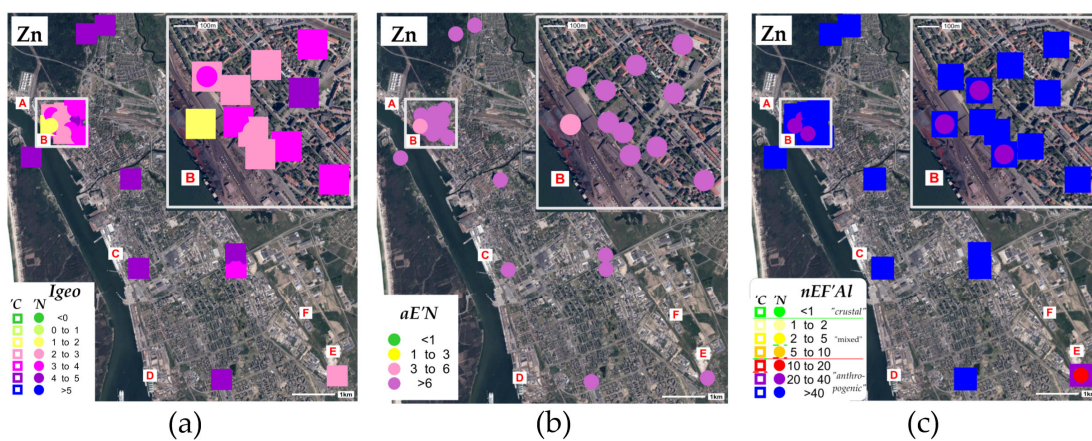 Zn
100m
A
B
B
C
D
E
F
1km
Igeo
'C 'N
<0
0 to 1
1 to 2
2 to 3
3 to 4
4 to 5
>5
(a)
Zn
100m
A
B
B
C
D
E
F
1km
aE'N
<1
1 to 3
3 to 6
>6
(b)
Zn
100m
A
B
B
C
D
E
F
1km
nEF'Al
'C 'N
<1 "crustal"
1 to 2
2 to 5 "mixed"
5 to 10
10 to 20
20 to 40 "anthro-
>40 pogenic"
(c)